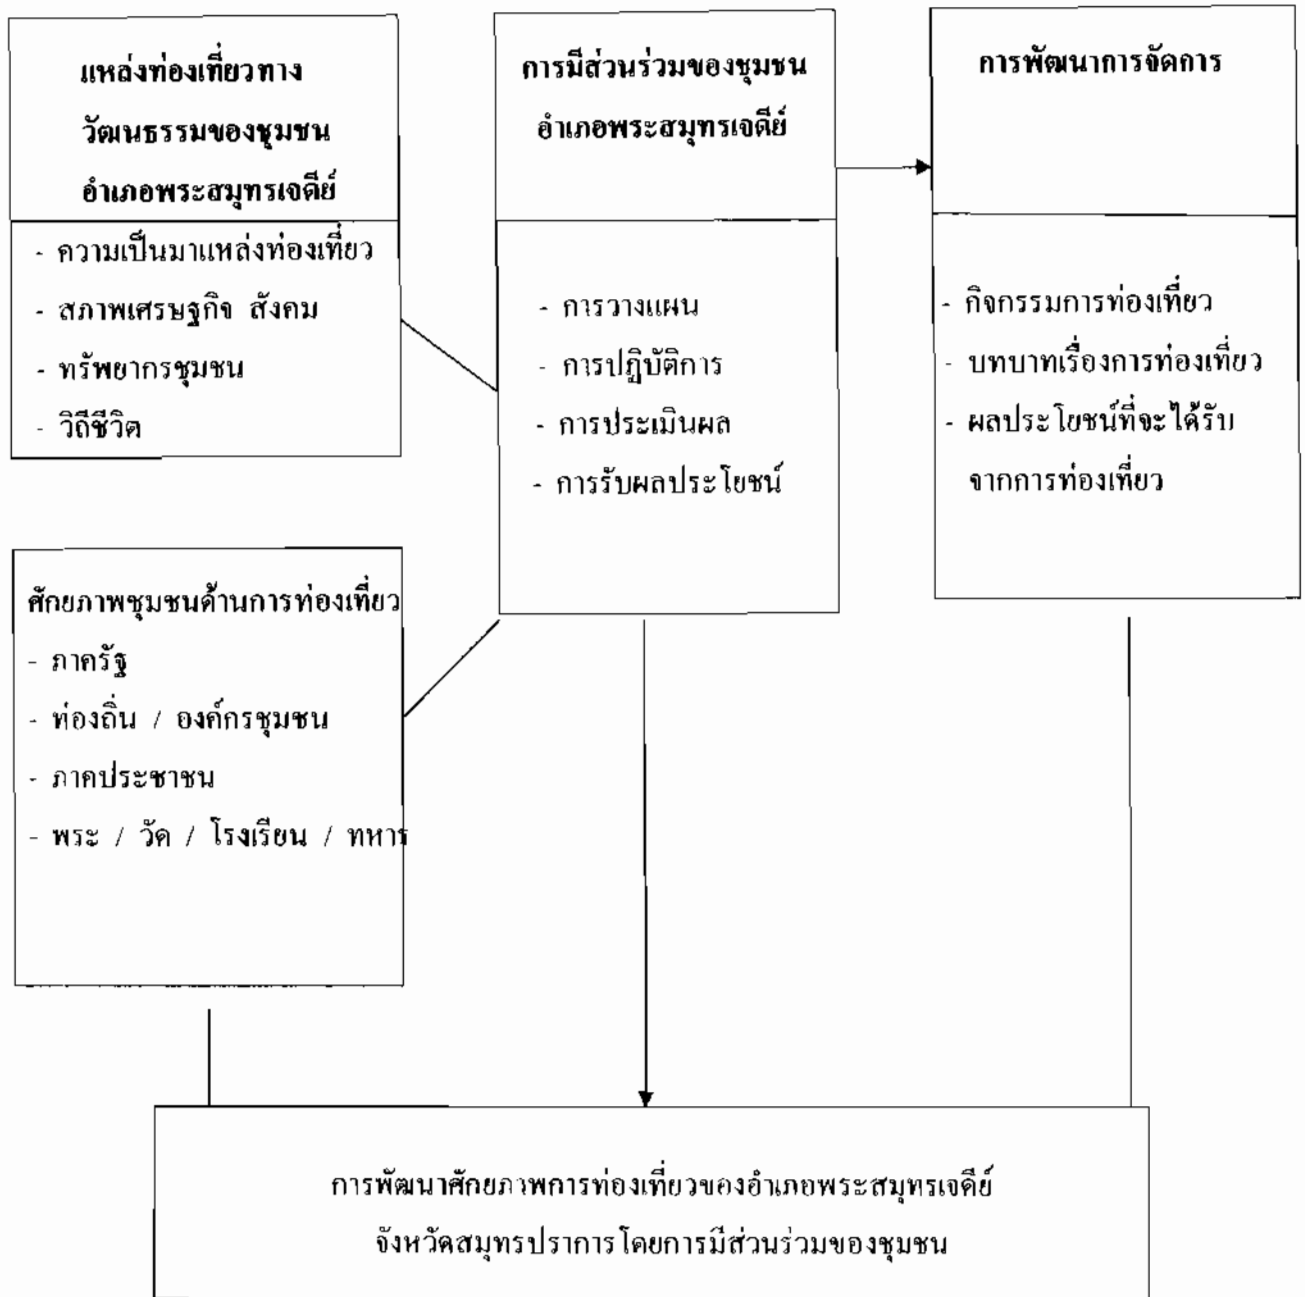 แหล่งท่องเที่ยวทาง
วัฒนธรรมของชุมชน
อำเภอพระสมุทรเจดีย์
- ความเป็นมาแหล่งท่องเที่ยว
- สภาพเศรษฐกิจ สังคม
- ทรัพยากรชุมชน
- วิถีชีวิต
การมีส่วนร่วมของชุมชน
อำเภอพระสมุทรเจดีย์
- การวางแผน
- การปฏิบัติการ
- การประเมินผล
- การรับผลประโยชน์
การพัฒนาการจัดการ
- กิจกรรมการท่องเที่ยว
- บทบาทเรื่องการท่องเที่ยว
- ผลประโยชน์ที่จะได้รับ
จากการท่องเที่ยว
ศักยภาพชุมชนด้านการท่องเที่ยว
- ภาครัฐ
- ท่องถิ่น / องค์กรชุมชน
- ภาคประชาชน
- พระ / วัด / โรงเรียน / ทหาร
การพัฒนาศักยภาพการท่องเที่ยวของอำเภอพระสมุทรเจดีย์
จังหวัดสมุทรปราการโดยการมีส่วนร่วมของชุมชน